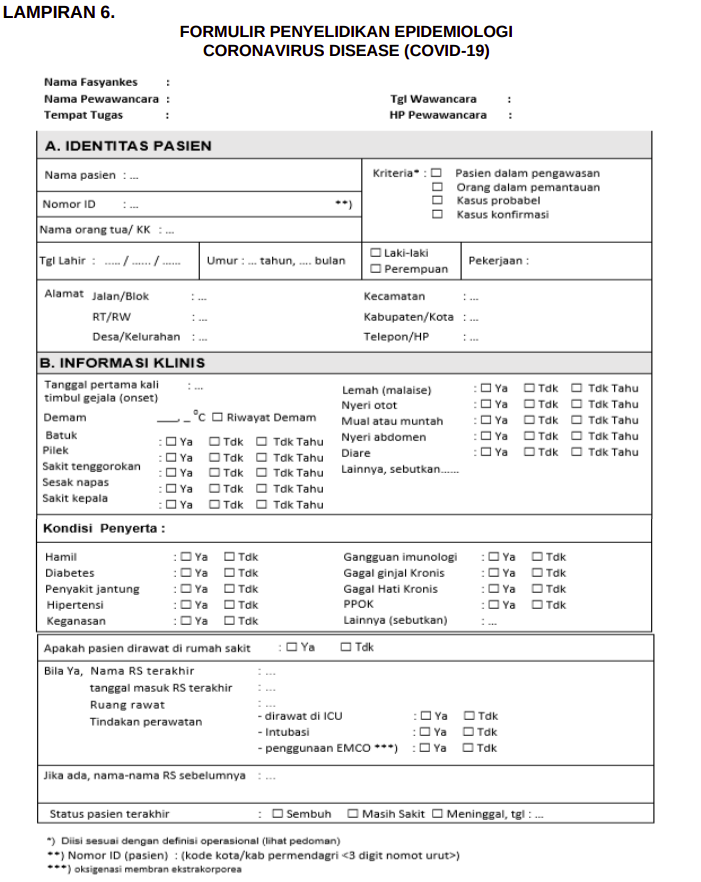 LAMPIRAN 6.
FORMULIR PENYELIDIKAN EPIDEMIOLOGI
CORONAVIRUS DISEASE (COVID-19)
Nama Fasyankes :
Nama Pewawancara : Tgl Wawancara :
Tempat Tugas : HP Pewawancara :
A. IDENTITAS PASIEN
Nama pasien : ...
Kriteria* : ☐ Pasien dalam pengawasan
☐ Orang dalam pemantauan
☐ Kasus probabel
☐ Kasus konfirmasi
Nomor ID : ... **)
Nama orang tua/ KK : ...
Tgl Lahir : ..... / ...... / ...... Umur : ... tahun, .... bulan ☐ Laki-laki
☐ Perempuan Pekerjaan :
Alamat Jalan/Blok : ... Kecamatan : ...
RT/RW : ... Kabupaten/Kota : ...
Desa/Kelurahan : ... Telepon/HP : ...
B. INFORMASI KLINIS
Tanggal pertama kali : ...
timbul gejala (onset)
Demam ___, _ ⁰C ☐ Riwayat Demam
Batuk : ☐ Ya ☐ Tdk ☐ Tdk Tahu
Pilek : ☐ Ya ☐ Tdk ☐ Tdk Tahu
Sakit tenggorokan : ☐ Ya ☐ Tdk ☐ Tdk Tahu
Sesak napas : ☐ Ya ☐ Tdk ☐ Tdk Tahu
Sakit kepala : ☐ Ya ☐ Tdk ☐ Tdk Tahu
Lemah (malaise) : ☐ Ya ☐ Tdk ☐ Tdk Tahu
Nyeri otot : ☐ Ya ☐ Tdk ☐ Tdk Tahu
Mual atau muntah : ☐ Ya ☐ Tdk ☐ Tdk Tahu
Nyeri abdomen : ☐ Ya ☐ Tdk ☐ Tdk Tahu
Diare : ☐ Ya ☐ Tdk ☐ Tdk Tahu
Lainnya, sebutkan......
Kondisi Penyerta :
Hamil : ☐ Ya ☐ Tdk Gangguan imunologi : ☐ Ya ☐ Tdk
Diabetes : ☐ Ya ☐ Tdk Gagal ginjal Kronis : ☐ Ya ☐ Tdk
Penyakit jantung : ☐ Ya ☐ Tdk Gagal Hati Kronis : ☐ Ya ☐ Tdk
Hipertensi : ☐ Ya ☐ Tdk PPOK : ☐ Ya ☐ Tdk
Keganasan : ☐ Ya ☐ Tdk Lainnya (sebutkan) : ...
Apakah pasien dirawat di rumah sakit : ☐ Ya ☐ Tdk
Bila Ya, Nama RS terakhir : ...
tanggal masuk RS terakhir : ...
Ruang rawat : ...
Tindakan perawatan - dirawat di ICU : ☐ Ya ☐ Tdk
- Intubasi : ☐ Ya ☐ Tdk
- penggunaan EMCO ***) : ☐ Ya ☐ Tdk
Jika ada, nama-nama RS sebelumnya : ...
Status pasien terakhir : ☐ Sembuh ☐ Masih Sakit ☐ Meninggal, tgl : ...
*) Diisi sesuai dengan definisi operasional (lihat pedoman)
**) Nomor ID (pasien) : (kode kota/kab permendagri <3 digit nomot urut>)
***) oksigenasi membran ekstrakorporea